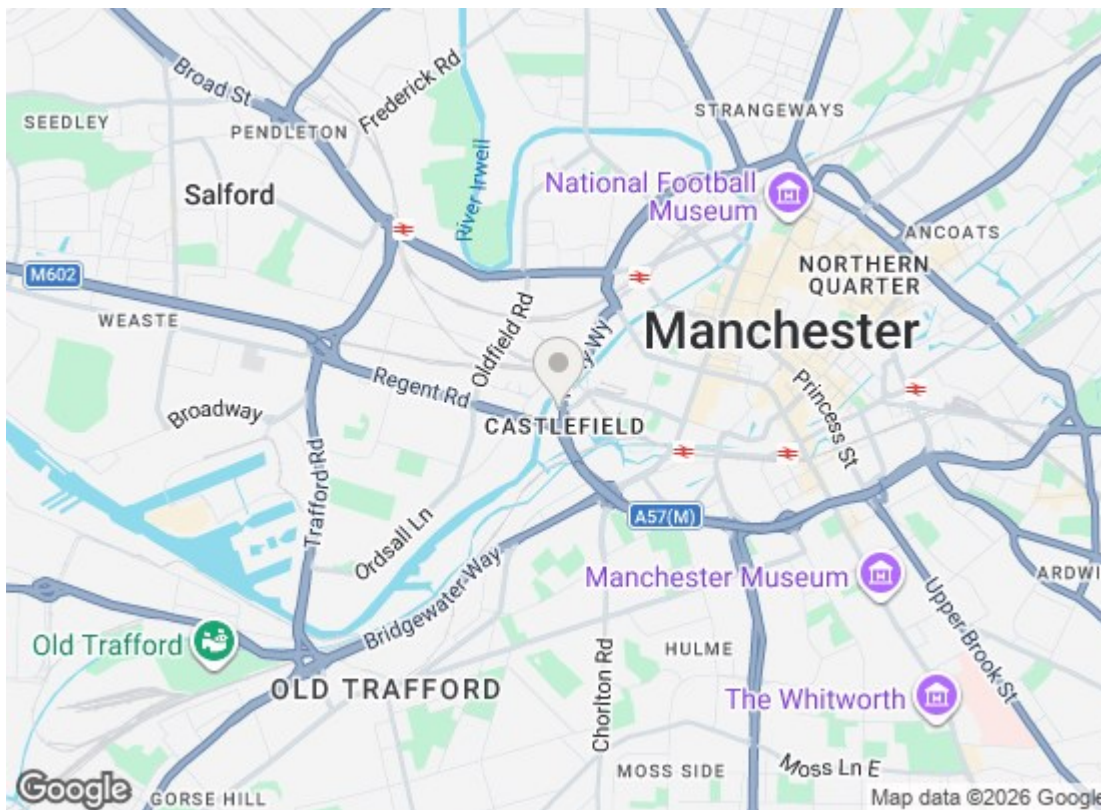 Broad St
Frederick Rd
SEEDLEY
PENDLETON
STRANGEWAYS
Salford
River Irwell
National Football
Museum
ANCOATS
NORTHERN
QUARTER
M602
WEASTE
Oldfield Rd
Manchester
Regent Rd
Broadway
CASTLEFIELD
Princess St
Trafford Rd
A57(M)
Ordsall Ln
Bridgewater Way
Manchester Museum
ARDWI
Upper Brook St
Old Trafford
HULME
OLD TRAFFORD
Chorlton Rd
The Whitworth
MOSS SIDE
Moss Ln E
Google
GORSE HILL
Map data ©2026 Google